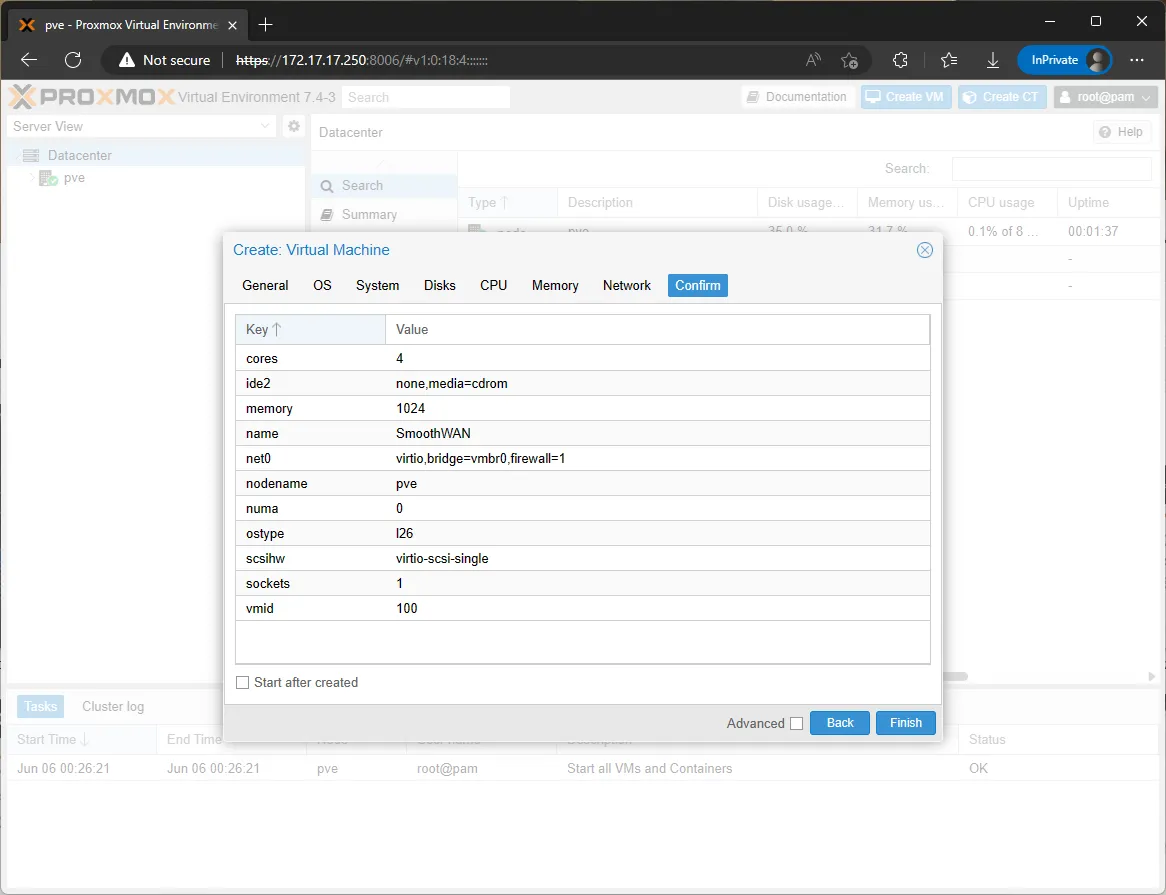 pve - Proxmox Virtual Environme
Not secure https://172.17.17.250:8006/#v1:0:18:4:::::::
InPrivate
PROXMOX Virtual Environment 7.4-3 Search Documentation Create VM Create CT root@pam
Server View Datacenter Help
Datacenter
pve
Search:
Search
Summary
Type Description Disk usage... Memory us... CPU usage Uptime
node pve 35.0 % 31.7 % 0.1% of 8 ... 00:01:37
-
-
Create: Virtual Machine
General OS System Disks CPU Memory Network Confirm
Key Value
cores 4
ide2 none,media=cdrom
memory 1024
name SmoothWAN
net0 virtio,bridge=vmbr0,firewall=1
nodename pve
numa 0
ostype l26
scsihw virtio-scsi-single
sockets 1
vmid 100
Start after created
Advanced Back Finish
Tasks Cluster log
Start Time End Time Node User name Description Status
Jun 06 00:26:21 Jun 06 00:26:21 pve root@pam Start all VMs and Containers OK